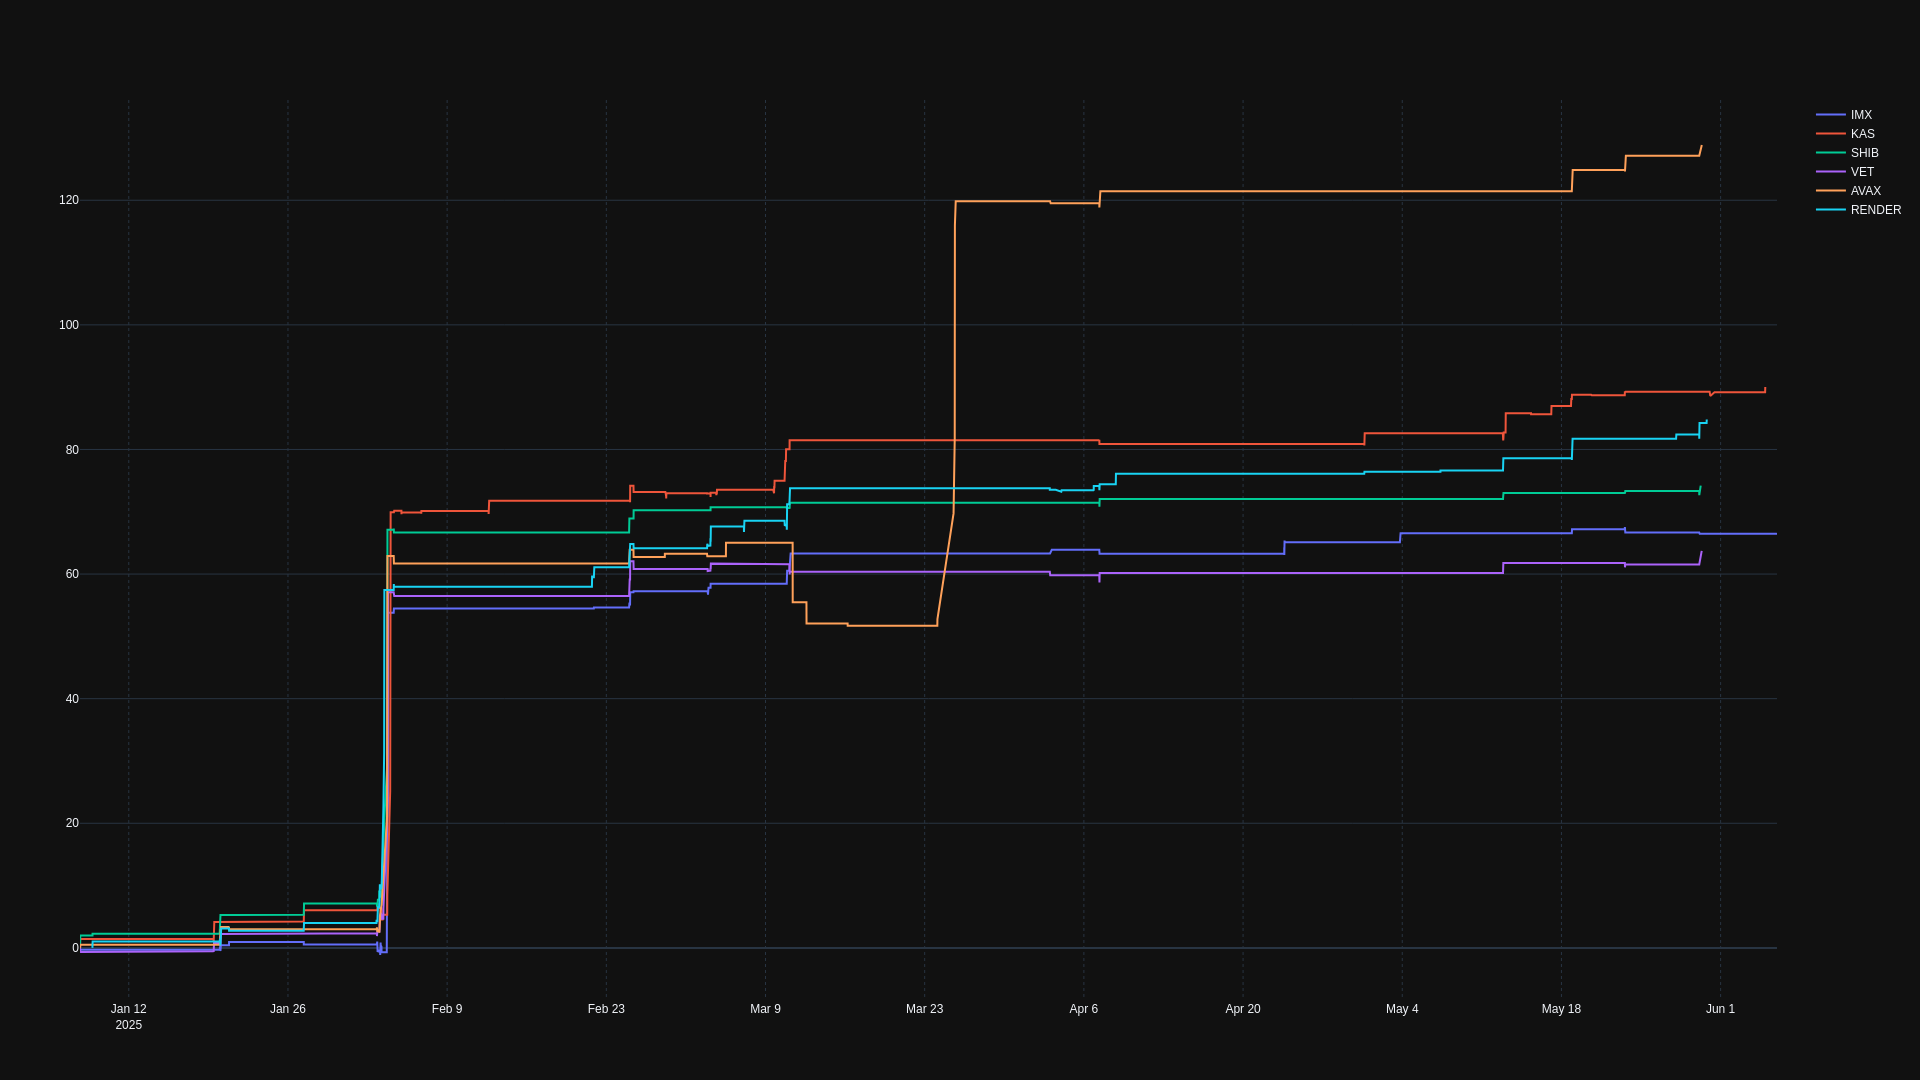 IMX
KAS
SHIB
VET
AVAX
RENDER
120
100
80
60
40
20
0
Jan 12
2025
Jan 26
Feb 9
Feb 23
Mar 9
Mar 23
Apr 6
Apr 20
May 4
May 18
Jun 1